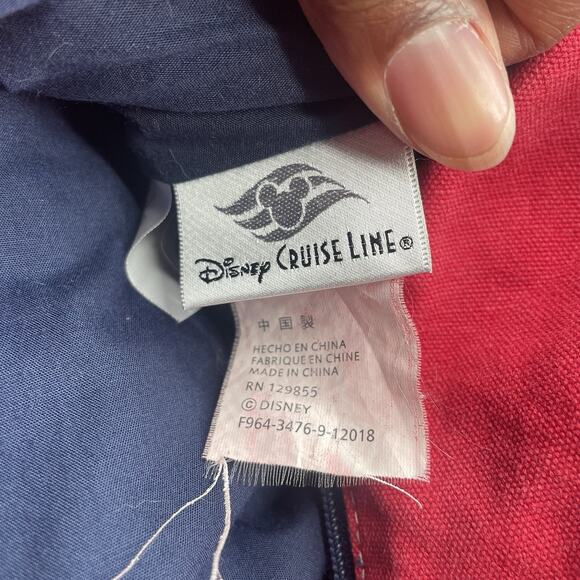 Disney CRUISE LINE®
中国製
HECHO EN CHINA
FABRIQUE EN CHINE
MADE IN CHINA
RN 129855
© DISNEY
F964-3476-9-12018